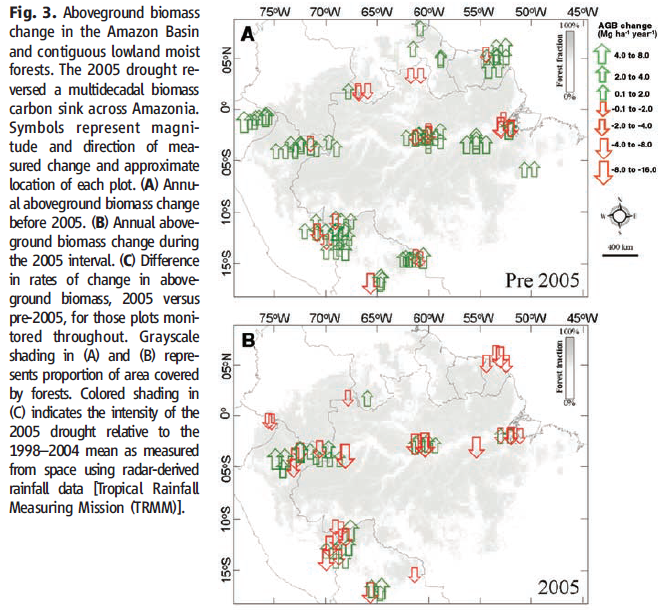 Fig. 3. Aboveground biomass
change in the Amazon Basin
and contiguous lowland moist
forests. The 2005 drought re-
versed a multidecadal biomass
carbon sink across Amazonia.
Symbols represent magni-
tude and direction of mea-
sured change and approximate
location of each plot. (A) Annu-
al aboveground biomass change
before 2005. (B) Annual above-
ground biomass change during
the 2005 interval. (C) Difference
in rates of change in above-
ground biomass, 2005 versus
pre-2005, for those plots moni-
tored throughout. Grayscale
shading in (A) and (B) repre-
sents proportion of area covered
by forests. Colored shading in
(C) indicates the intensity of the
2005 drought relative to the
1998–2004 mean as measured
from space using radar-derived
rainfall data [Tropical Rainfall
Measuring Mission (TRMM)].
75°W 70°W 65°W 60°W 55°W 50°W 45°W
A
05°N
0°
05°S
10°S
15°S
100%
Forest fraction
0%
Pre 2005
AGB change
(Mg ha⁻¹ year⁻¹)
4.0 to 8.0
2.0 to 4.0
0.1 to 2.0
-0.1 to -2.0
-2.0 to -4.0
-4.0 to -8.0
-8.0 to -16.0
N
W E
S
400 km
75°W 70°W 65°W 60°W 55°W 50°W 45°W
B
05°N
0°
05°S
10°S
15°S
100%
Forest fraction
0%
2005